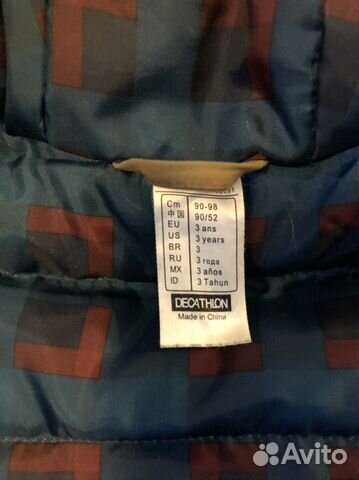 Cm 90-98
中国 90/52
EU 3 ans
US 3 years
BR 3
RU 3 года
MX 3 años
ID 3 Tahun
DECATHLON
Made in China
Avito